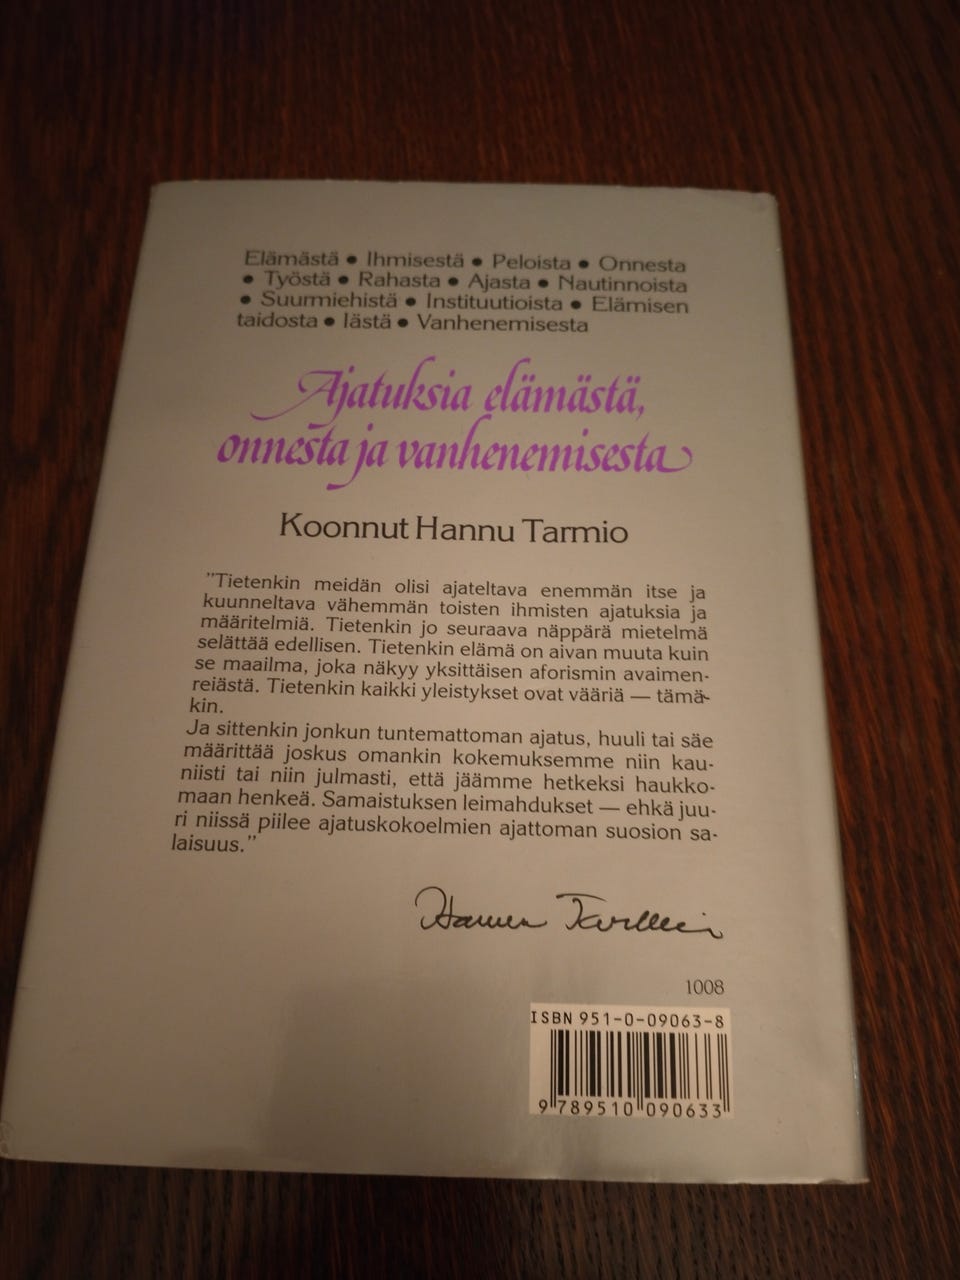 Elämästä ● Ihmisestä ● Peloista ● Onnesta
● Työstä ● Rahasta ● Ajasta ● Nautinnoista
● Suurmiehistä ● Instituutioista ● Elämisen
taidosta ● Iästä ● Vanhenemisesta
Ajatuksia elämästä,
onnesta ja vanhenemisesta
Koonnut Hannu Tarmio
”Tietenkin meidän olisi ajateltava enemmän itse ja
kuunneltava vähemmän toisten ihmisten ajatuksia ja
määritelmiä. Tietenkin jo seuraava näppärä mietelmä
selättää edellisen. Tietenkin elämä on aivan muuta kuin
se maailma, joka näkyy yksittäisen aforismin avaimen-
reiästä. Tietenkin kaikki yleistykset ovat vääriä — tämä-
kin.
Ja sittenkin jonkun tuntemattoman ajatus, huuli tai säe
määrittää joskus omankin kokemuksemme niin kau-
niisti tai niin julmasti, että jäämme hetkeksi haukko-
maan henkeä. Samaistuksen leimahdukset — ehkä juu-
ri niissä piilee ajatuskokoelmien ajattoman suosion sa-
laisuus.”
Hannu Tarmio
1008
ISBN 951-0-09063-8
9 789510 090633